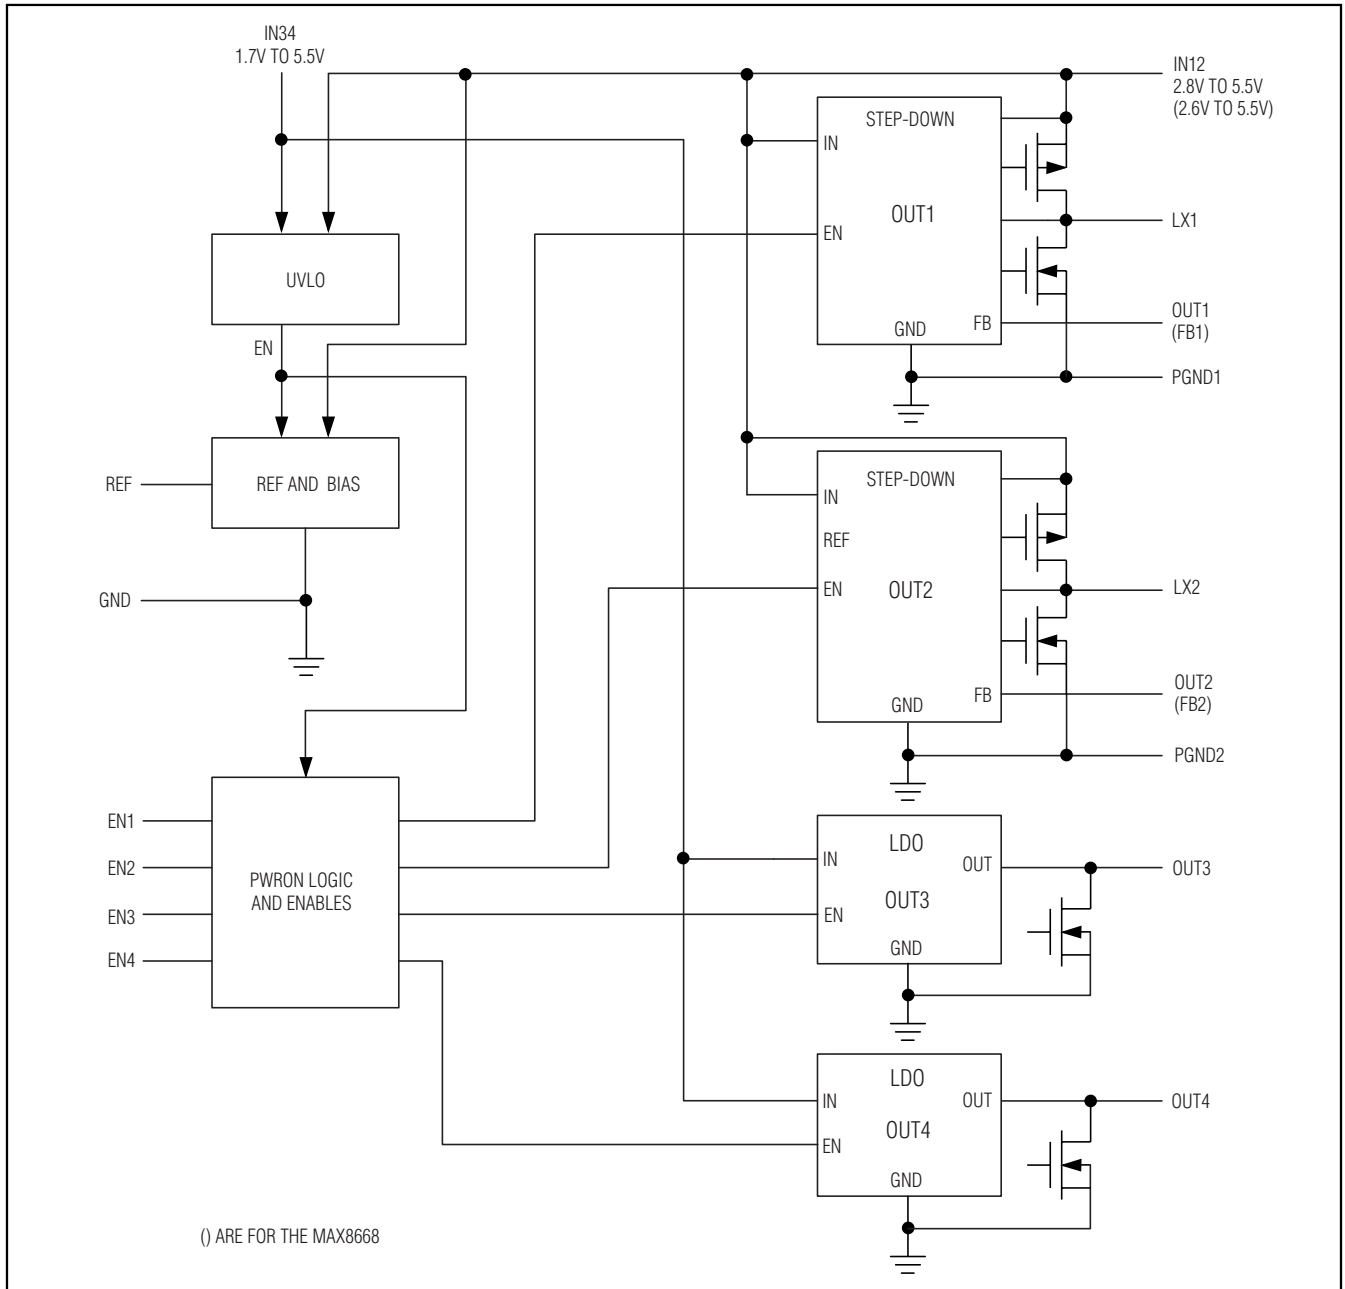 IN34
1.7V TO 5.5V
IN12
2.8V TO 5.5V
(2.6V TO 5.5V)
STEP-DOWN
IN
OUT1
EN
GND
FB
LX1
OUT1
(FB1)
PGND1
UVLO
EN
REF
REF AND BIAS
GND
STEP-DOWN
IN
REF
EN
OUT2
GND
FB
LX2
OUT2
(FB2)
PGND2
EN1
EN2
EN3
EN4
PWRON LOGIC
AND ENABLES
LDO
IN
OUT
OUT3
EN
GND
OUT3
LDO
IN
OUT
OUT4
EN
GND
OUT4
() ARE FOR THE MAX8668